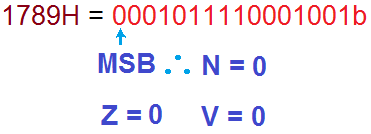 1789H = 0001011110001001b
MSB ∴ N = 0
Z = 0 V = 0